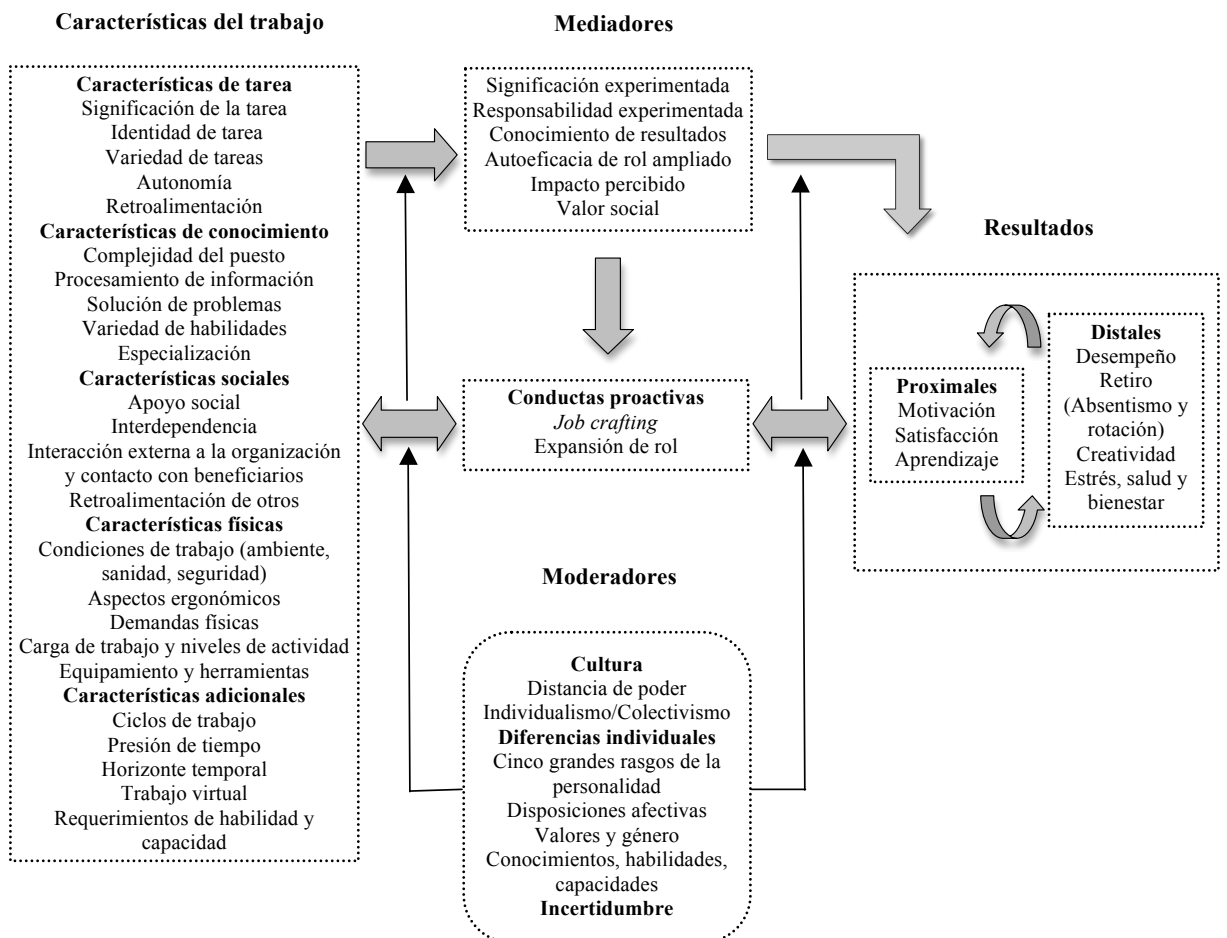 Características del trabajo
Características de tarea
Significación de la tarea
Identidad de tarea
Variedad de tareas
Autonomía
Retroalimentación
Características de conocimiento
Complejidad del puesto
Procesamiento de información
Solución de problemas
Variedad de habilidades
Especialización
Características sociales
Apoyo social
Interdependencia
Interacción externa a la organización
y contacto con beneficiarios
Retroalimentación de otros
Características físicas
Condiciones de trabajo (ambiente,
sanidad, seguridad)
Aspectos ergonómicos
Demandas físicas
Carga de trabajo y niveles de actividad
Equipamiento y herramientas
Características adicionales
Ciclos de trabajo
Presión de tiempo
Horizonte temporal
Trabajo virtual
Requerimientos de habilidad y
capacidad
Mediadores
Significación experimentada
Responsabilidad experimentada
Conocimiento de resultados
Autoeficacia de rol ampliado
Impacto percibido
Valor social
Conductas proactivas
Job crafting
Expansión de rol
Moderadores
Cultura
Distancia de poder
Individualismo/Colectivismo
Diferencias individuales
Cinco grandes rasgos de la
personalidad
Disposiciones afectivas
Valores y género
Conocimientos, habilidades,
capacidades
Incertidumbre
Resultados
Proximales
Motivación
Satisfacción
Aprendizaje
Distales
Desempeño
Retiro
(Absentismo y
rotación)
Creatividad
Estrés, salud y
bienestar